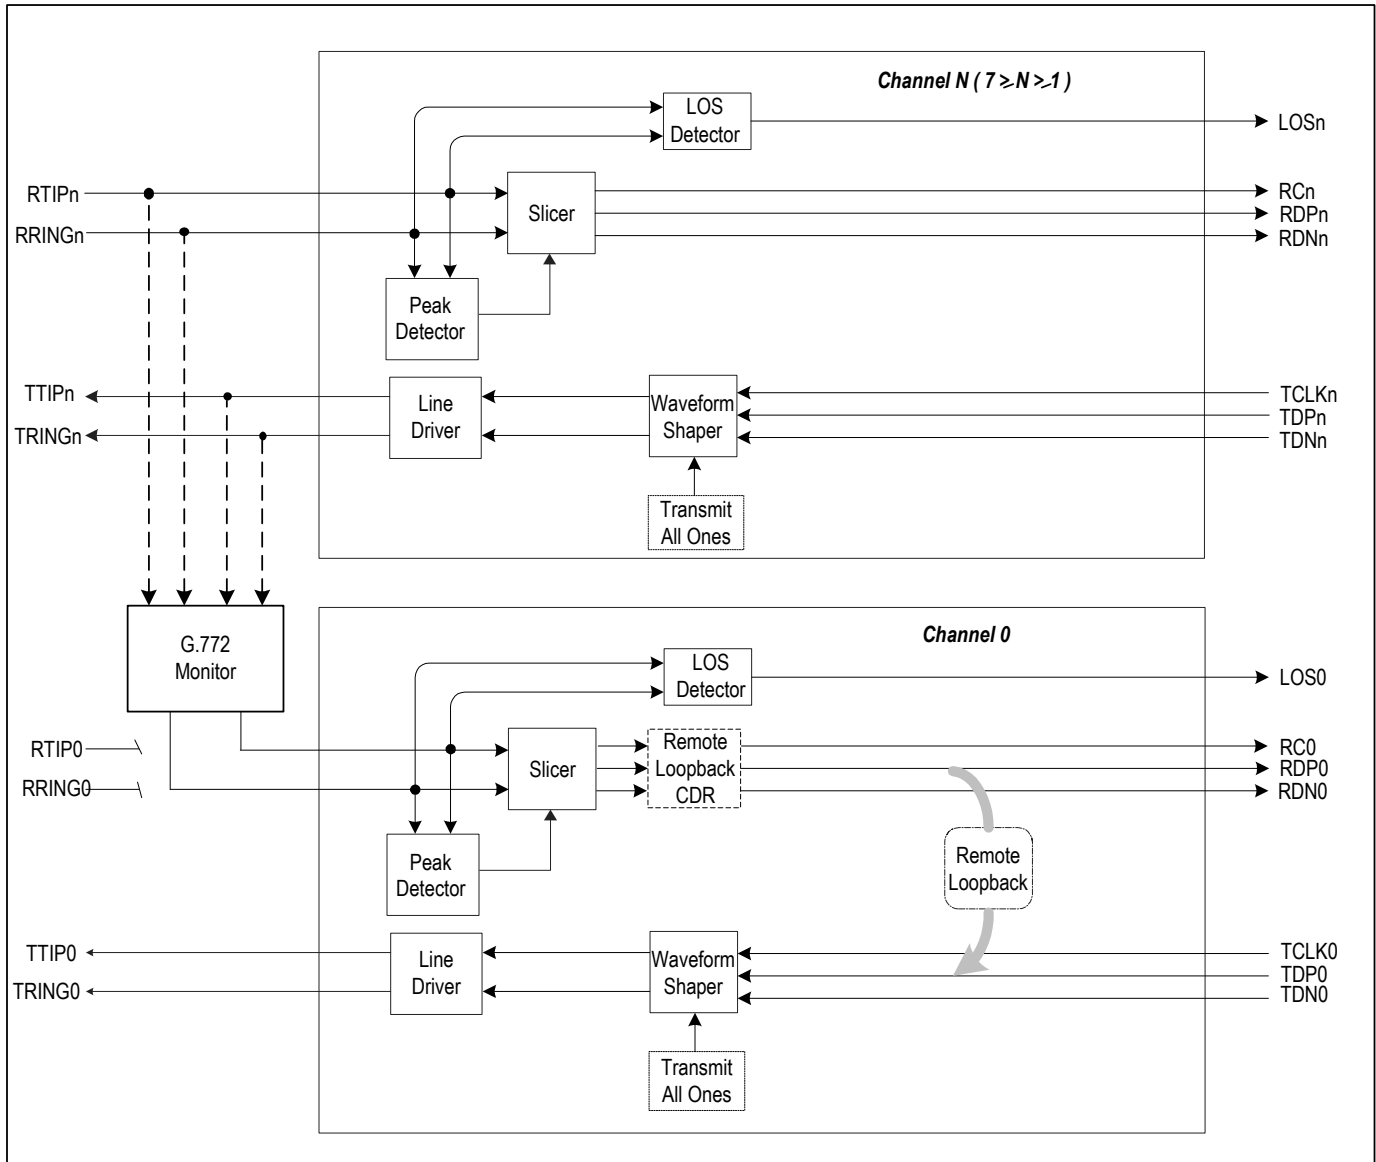 Channel N ( 7 ≥ N ≥ 1 )
LOS
Detector
LOSn
RTIPn
RRINGn
Slicer
RCn
RDPn
RDNn
Peak
Detector
TTIPn
TRINGn
Line
Driver
Waveform
Shaper
TCLKn
TDPn
TDNn
Transmit
All Ones
G.772
Monitor
Channel 0
LOS
Detector
LOS0
RTIP0
RRING0
Slicer
Remote
Loopback
CDR
RC0
RDP0
RDN0
Peak
Detector
Remote
Loopback
TTIP0
TRING0
Line
Driver
Waveform
Shaper
TCLK0
TDP0
TDN0
Transmit
All Ones